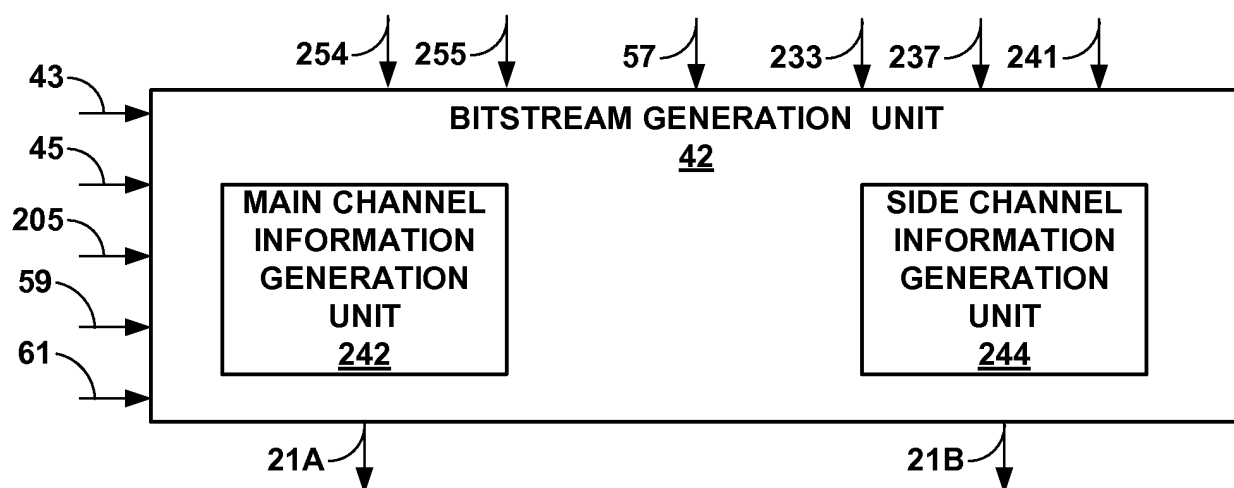 254
255
57
233
237
241
43
45
205
59
61
BITSTREAM GENERATION UNIT
42
MAIN CHANNEL
INFORMATION
GENERATION
UNIT
242
SIDE CHANNEL
INFORMATION
GENERATION
UNIT
244
21A
21B